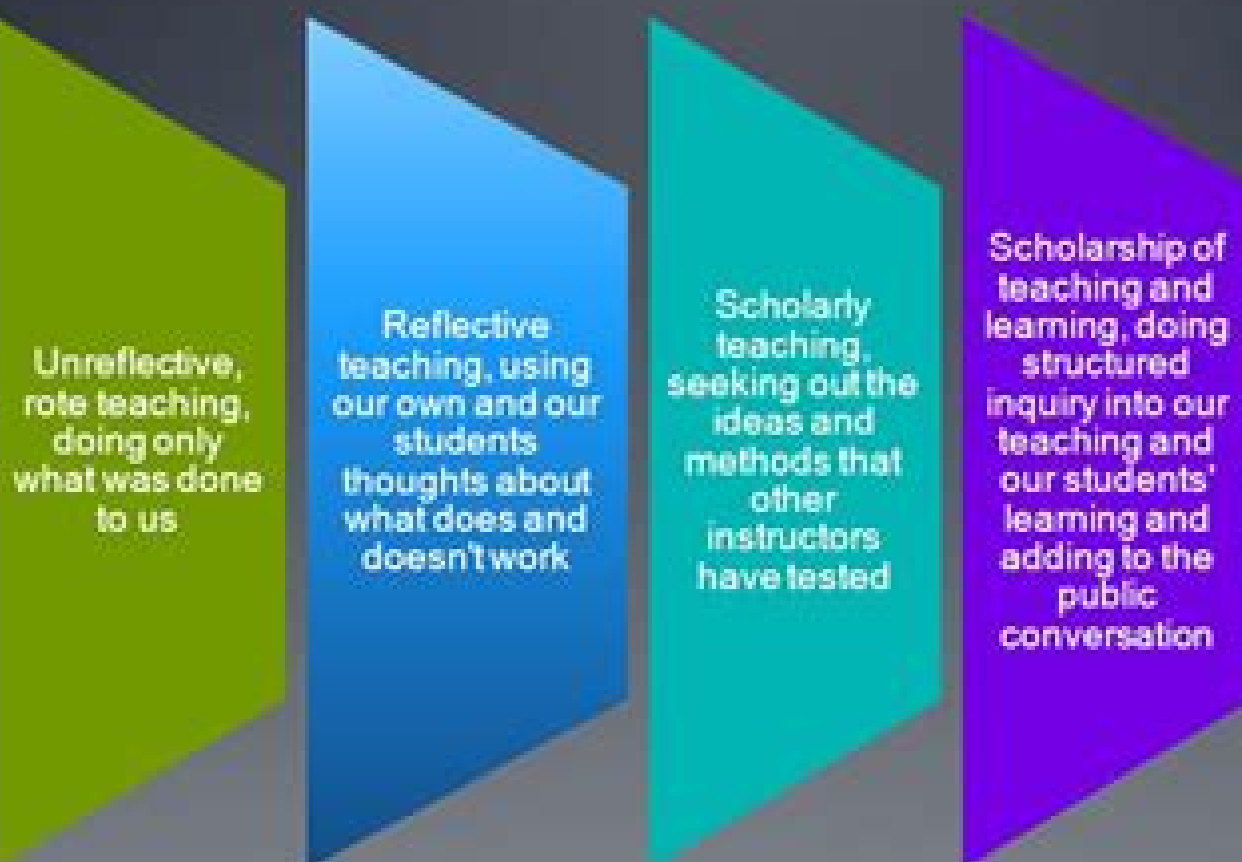 Unreflective,
rote teaching,
doing only
what was done
to us
Reflective
teaching, using
our own and our
students
thoughts about
what does and
doesn't work
Scholarly
teaching,
seeking out the
ideas and
methods that
other
instructors
have tested
Scholarship of
teaching and
learning, doing
structured
inquiry into our
teaching and
our students'
learning and
adding to the
public
conversation